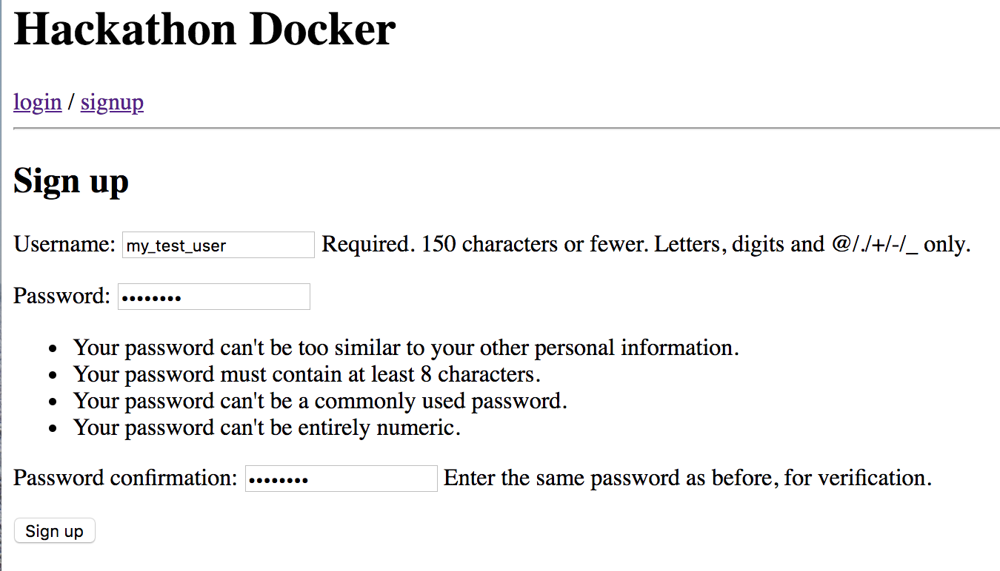 Hackathon Docker
login / signup
Sign up
Username: my_test_user Required. 150 characters or fewer. Letters, digits and @/./+/-/_ only.
Password: ••••••••
• Your password can't be too similar to your other personal information.
• Your password must contain at least 8 characters.
• Your password can't be a commonly used password.
• Your password can't be entirely numeric.
Password confirmation: •••••••• Enter the same password as before, for verification.
Sign up